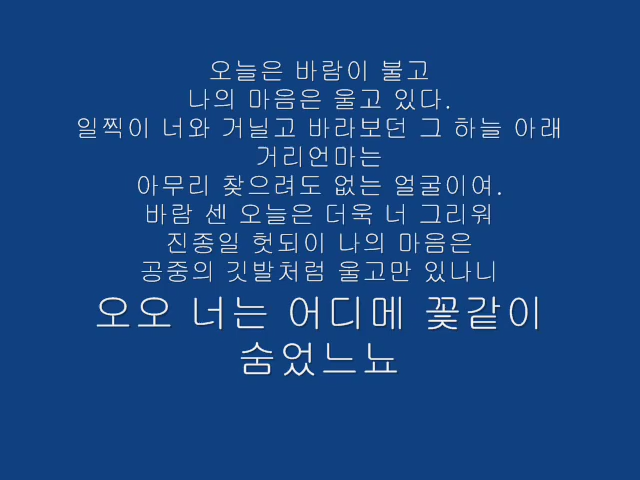 오늘은 바람이 불고
나의 마음은 울고 있다.
일찍이 너와 거닐고 바라보던 그 하늘 아래
거리언마는
아무리 찾으려도 없는 얼굴이여.
바람 센 오늘은 더욱 너 그리워
진종일 헛되이 나의 마음은
공중의 깃발처럼 울고만 있나니
오오 너는 어디메 꽃같이
숨었느뇨